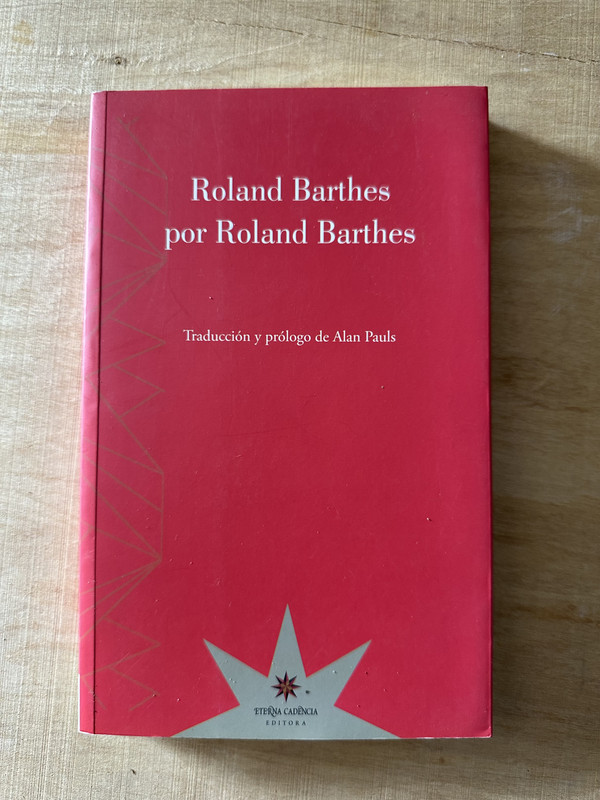 Roland Barthes
por Roland Barthes
Traducción y prólogo de Alan Pauls
ETERNA CADENCIA
EDITORA